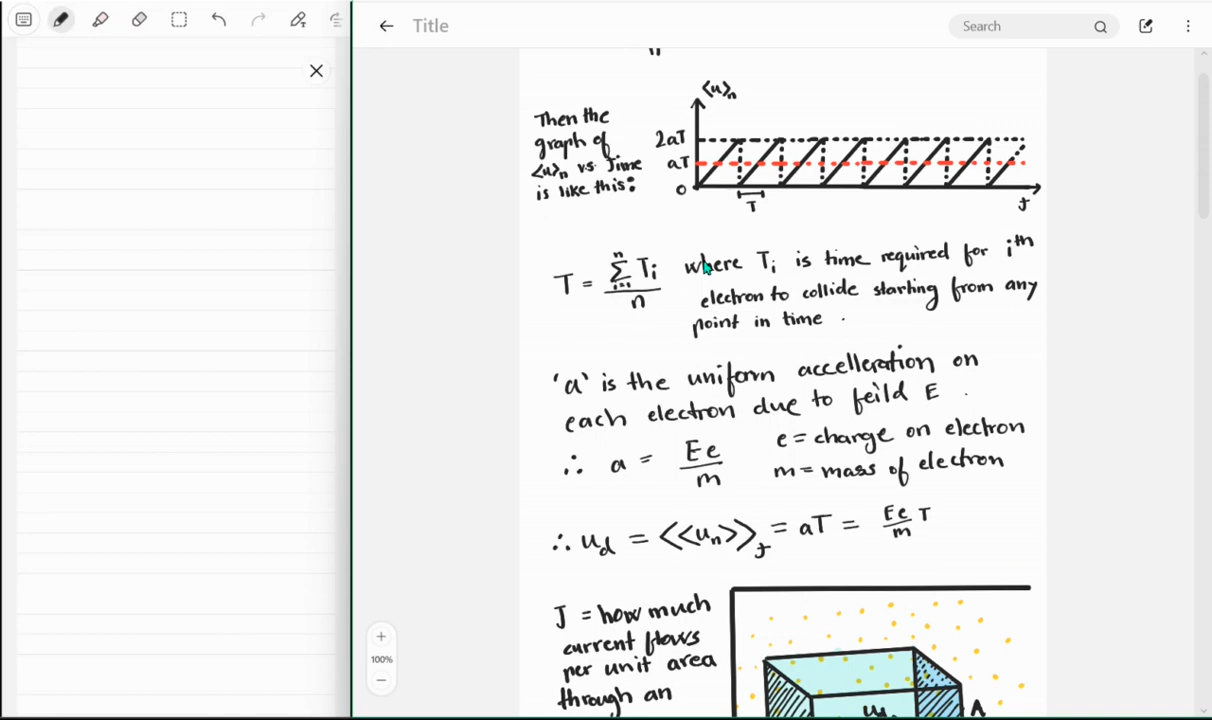 Title
Search
<u>n
Then the
graph of
<u>n vs. Time
is like this:
2aT
aT
0
T
t
T = Σ i=1 n Ti / n where Ti is time required for ith
electron to collide starting from any
point in time .
'a' is the uniform accelleration on
each electron due to feild E .
∴ a = Ee/m e = charge on electron
m = mass of electron
∴ ud = <<un>>t = aT = Ee/m T
J = how much
current flows
per unit area
through an
A
100%